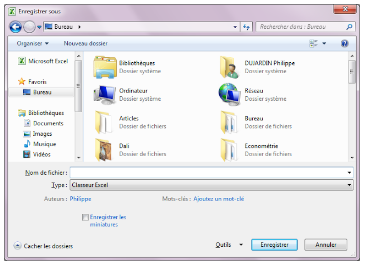 Enregistrer sous
Bureau
Rechercher dans : Bureau
Organiser
Nouveau dossier
Microsoft Excel
Favoris
Bureau
Bibliothèques
Documents
Images
Musique
Vidéos
Bibliothèques
Dossier système
DUJARDIN Philippe
Dossier système
Ordinateur
Dossier système
Réseau
Dossier système
Articles
Dossier de fichiers
Bureau
Dossier de fichiers
Dali
Dossier de fichiers
Econométrie
Dossier de fichiers
Nom de fichier :
Type : Classeur Excel
Auteurs : Philippe
Mots-clés : Ajoutez un mot-clé
Enregistrer les
miniatures
Cacher les dossiers
Outils
Enregistrer
Annuler